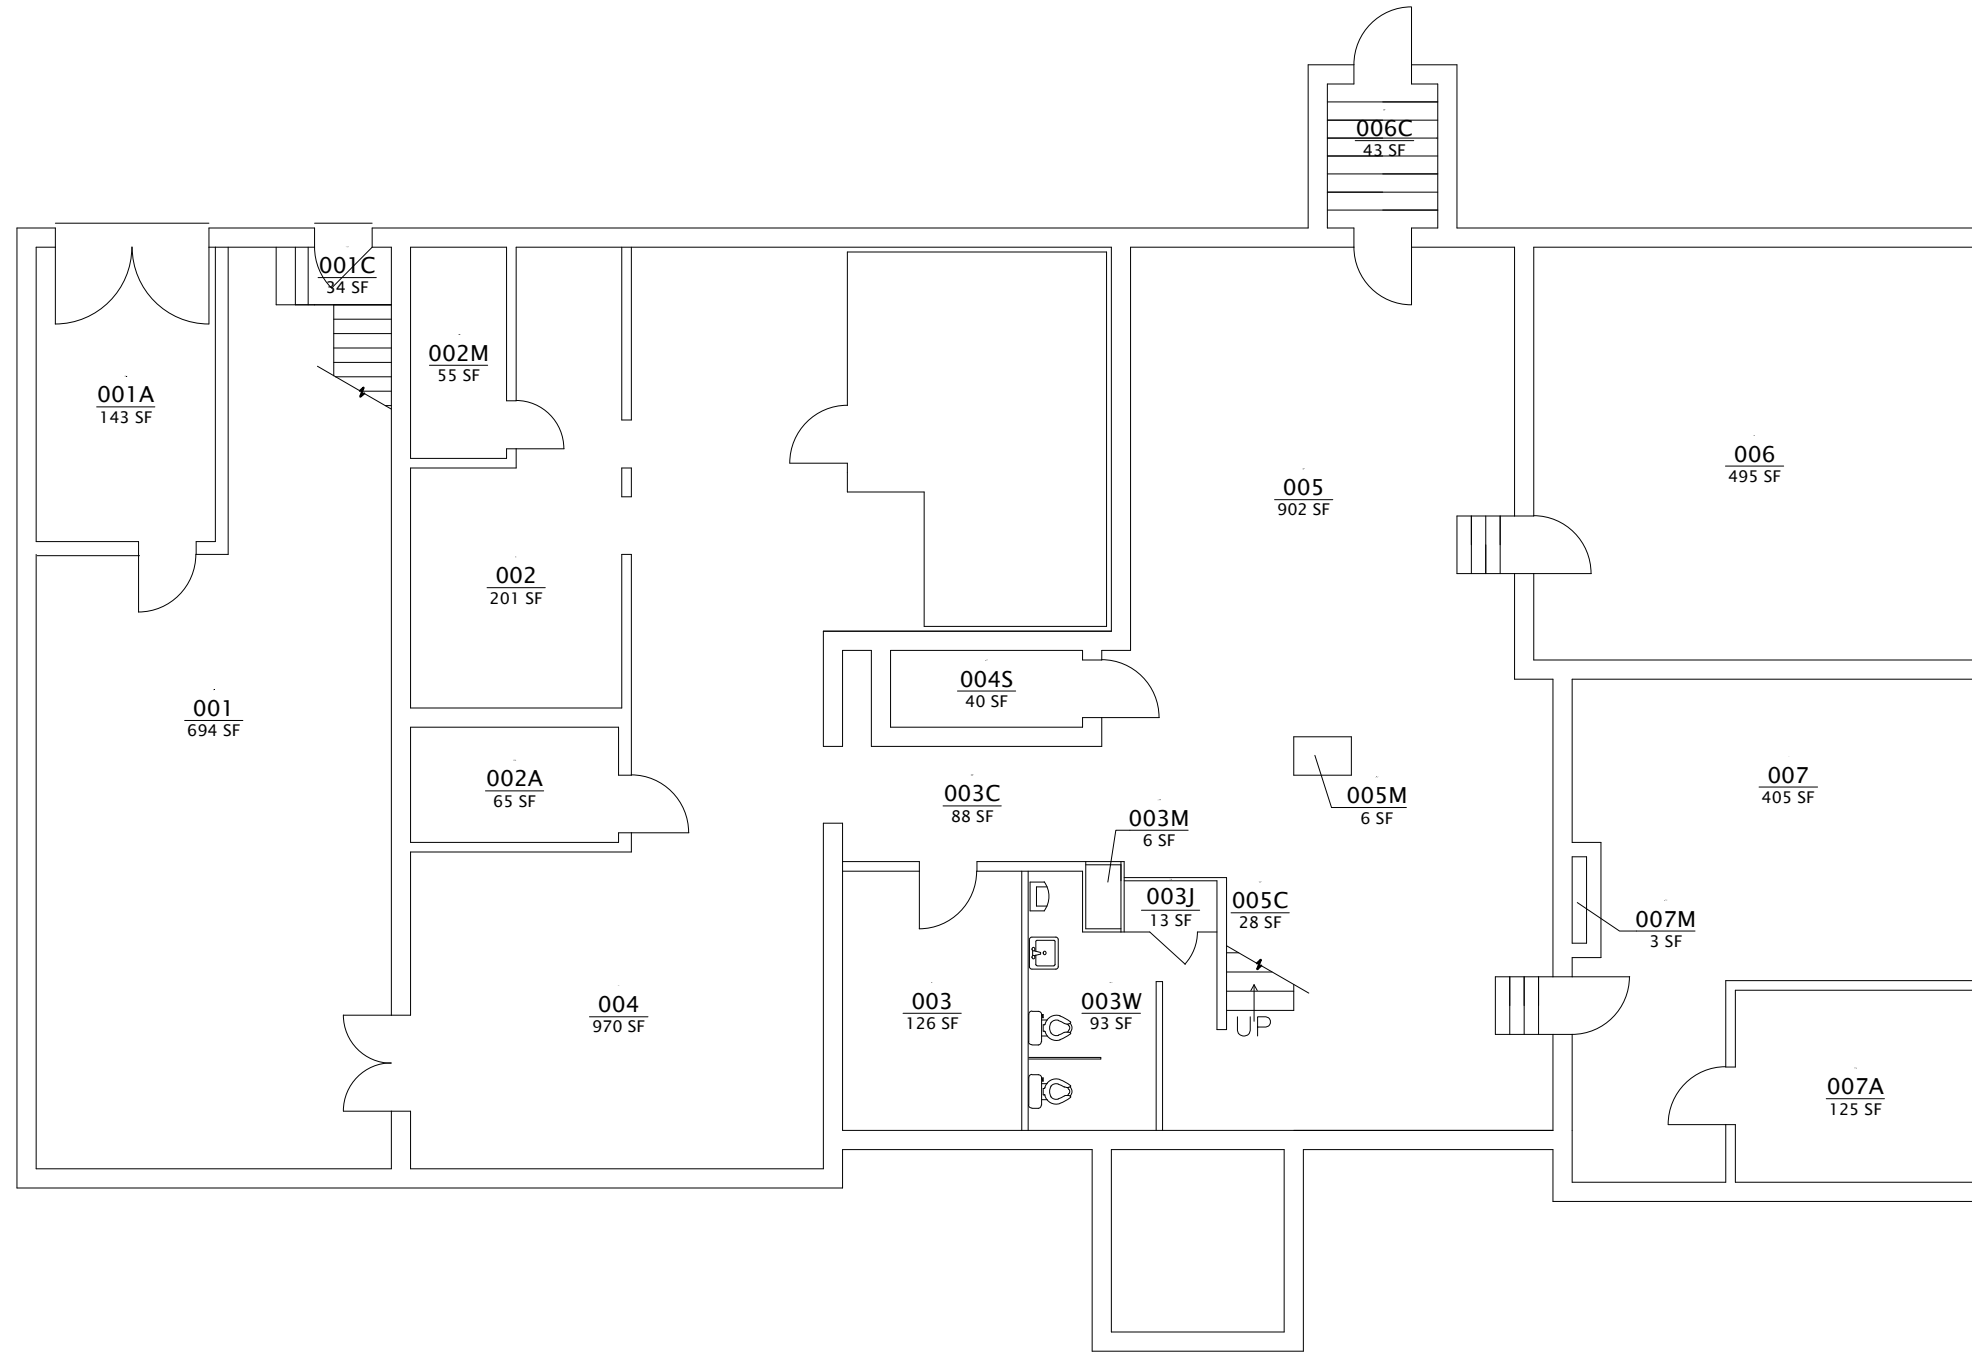 006C
43 SF
001C
34 SF
002M
55 SF
001A
143 SF
006
495 SF
005
902 SF
002
201 SF
004S
40 SF
001
694 SF
002A
65 SF
003C
88 SF
007
405 SF
005M
6 SF
003M
6 SF
003J
13 SF
005C
28 SF
007M
3 SF
003
126 SF
003W
93 SF
004
970 SF
UP
007A
125 SF